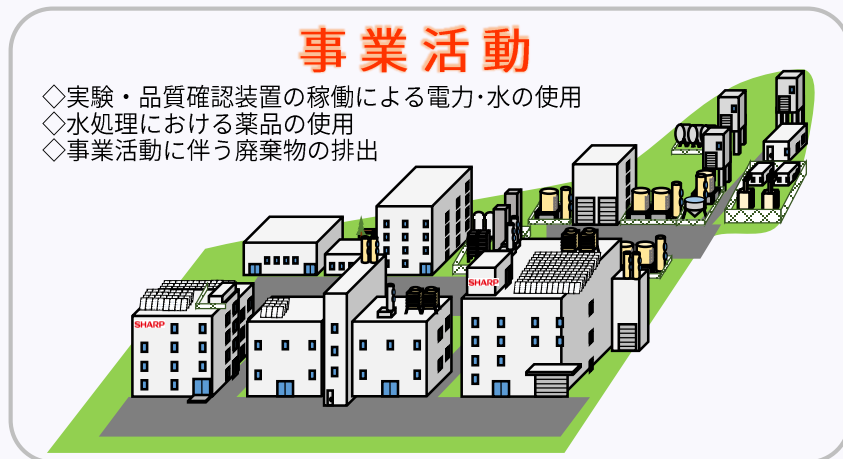 事業活動
◇実験・品質確認装置の稼働による電力･水の使用
◇水処理における薬品の使用
◇事業活動に伴う廃棄物の排出
SHARP
SHARP